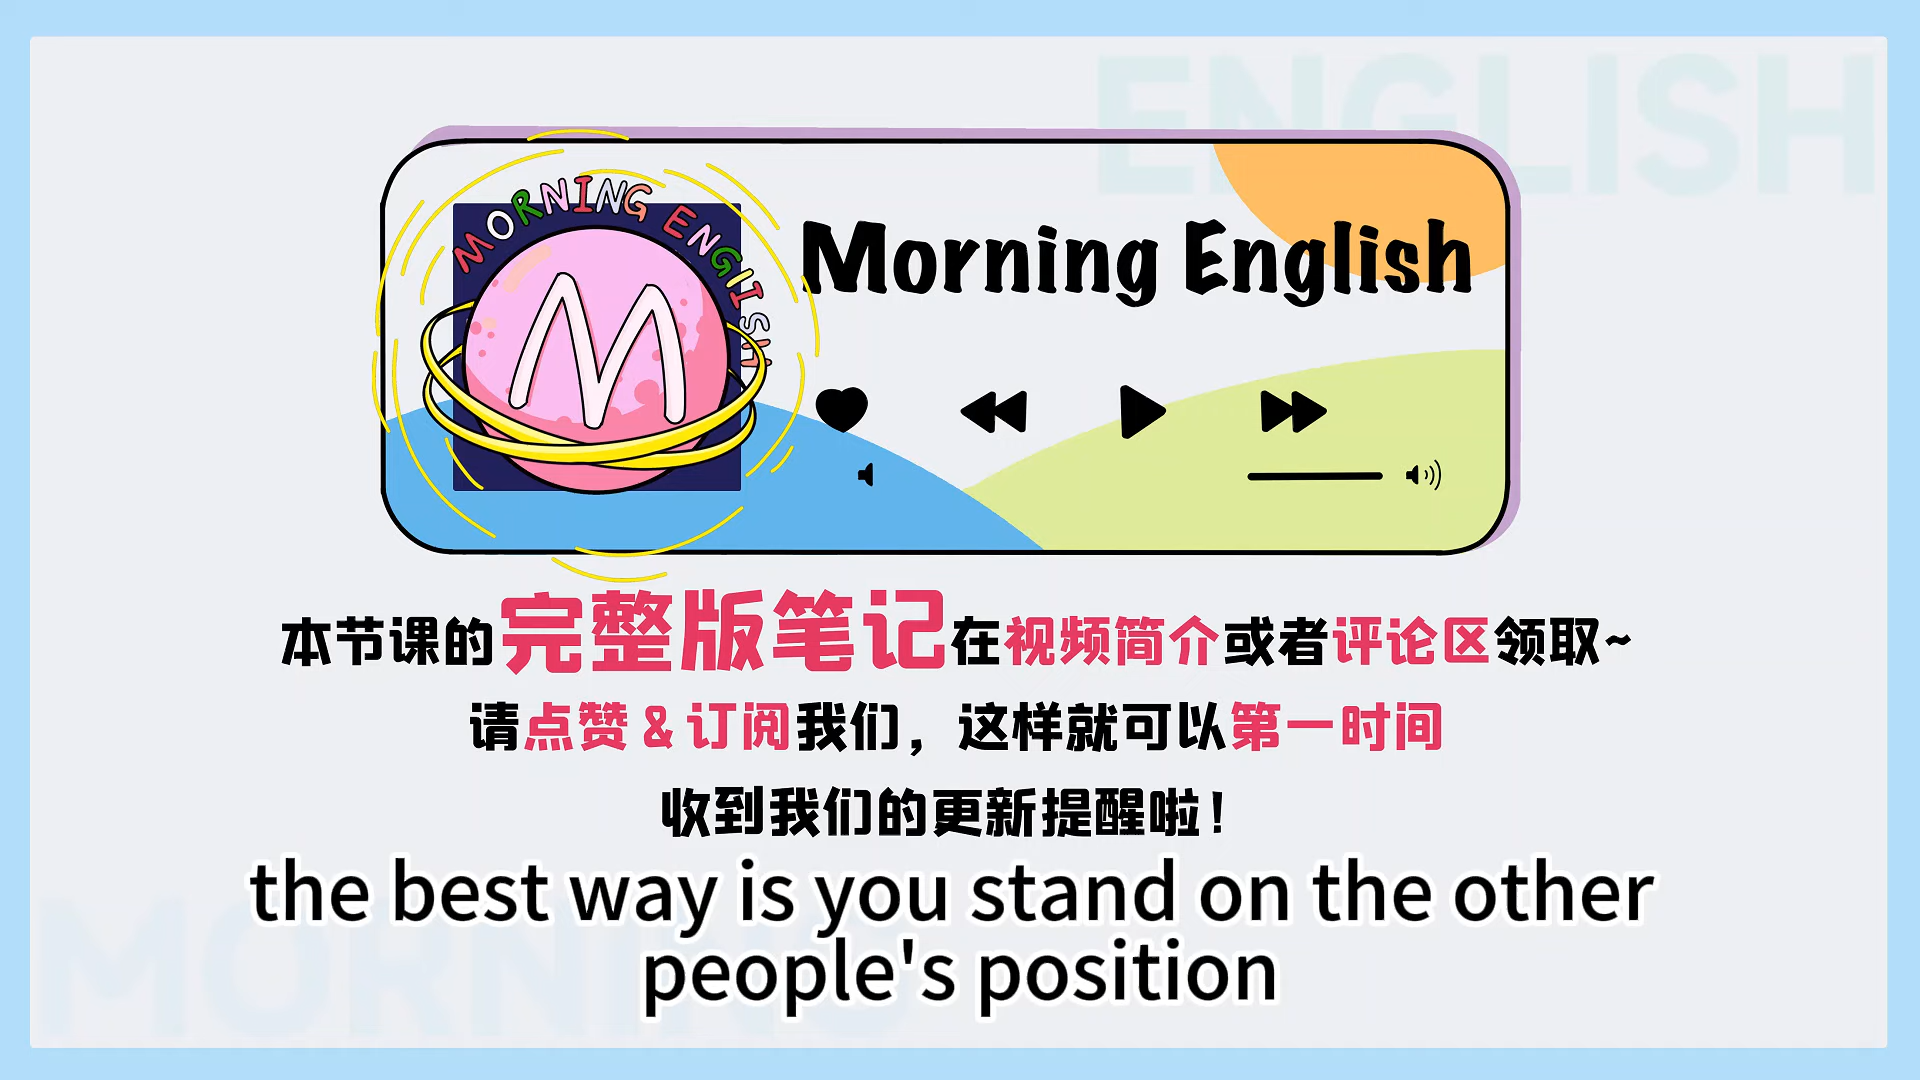 ENGLISH
MORNING ENGLISH
M
Morning English
本节课的完整版笔记在视频简介或者评论区领取~
请点赞&订阅我们，这样就可以第一时间
收到我们的更新提醒啦！
the best way is you stand on the other
people's position
MORNING